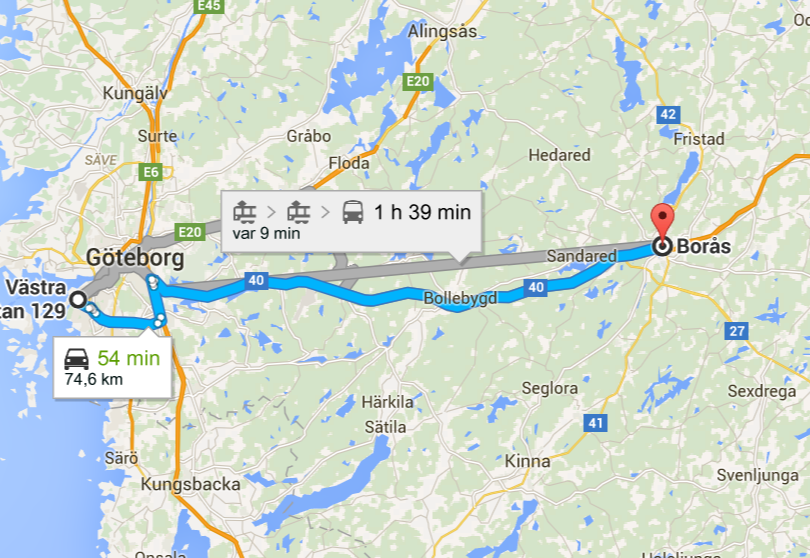 E45
Alingsås
E20
Kungälv
42
Surte
Gråbo
Fristad
SÄVE
Floda
Hedared
E6
1 h 39 min
var 9 min
E20
Göteborg
Sandared
Borås
Västra
tan 129
40
Bollebygd
40
27
54 min
74,6 km
Seglora
Sexdrega
Härkila
Sätila
41
Kinna
Särö
Svenljunga
Kungsbacka